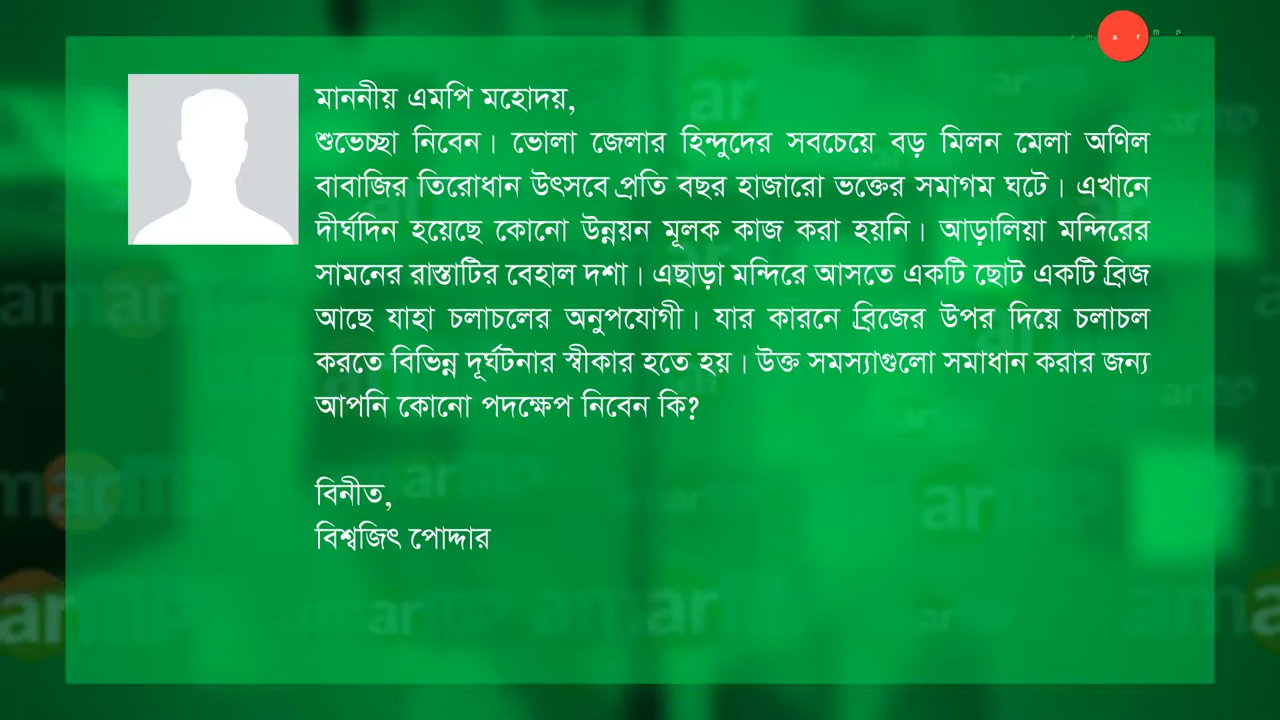 মাননীয় এমপি মহোদয়,
শুভেচ্ছা নিবেন। ভোলা জেলার হিন্দুদের সবচেয়ে বড় মিলন মেলা অণিল
বাবাজির তিরোধান উৎসবে প্রতি বছর হাজারো ভক্তের সমাগম ঘটে। এখানে
দীর্ঘদিন হয়েছে কোনো উন্নয়ন মূলক কাজ করা হয়নি। আড়ালিয়া মন্দিরের
সামনের রাস্তাটির বেহাল দশা। এছাড়া মন্দিরে আসতে একটি ছোট একটি ব্রিজ
আছে যাহা চলাচলের অনুপযোগী। যার কারনে ব্রিজের উপর দিয়ে চলাচল
করতে বিভিন্ন দূর্ঘটনার স্বীকার হতে হয়। উক্ত সমস্যাগুলো সমাধান করার জন্য
আপনি কোনো পদক্ষেপ নিবেন কি?
বিনীত,
বিশ্বজিৎ পোদ্দার